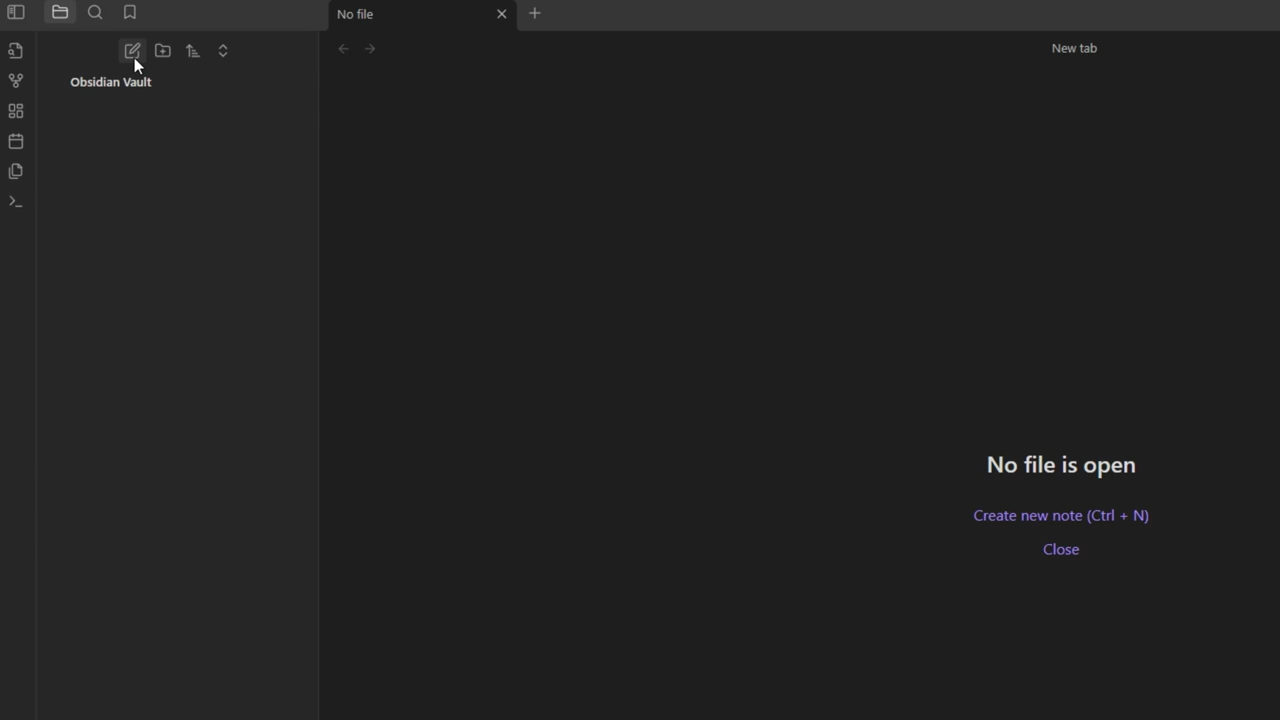 No file
New tab
Obsidian Vault
No file is open
Create new note (Ctrl + N)
Close